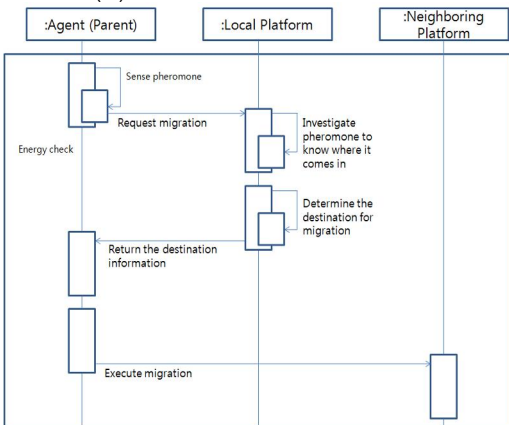 :Agent (Parent)
:Local Platform
:Neighboring
Platform
Sense pheromone
Request migration
Investigate
pheromone to
know where it
comes in
Energy check
Determine the
destination for
migration
Return the destination
information
Execute migration